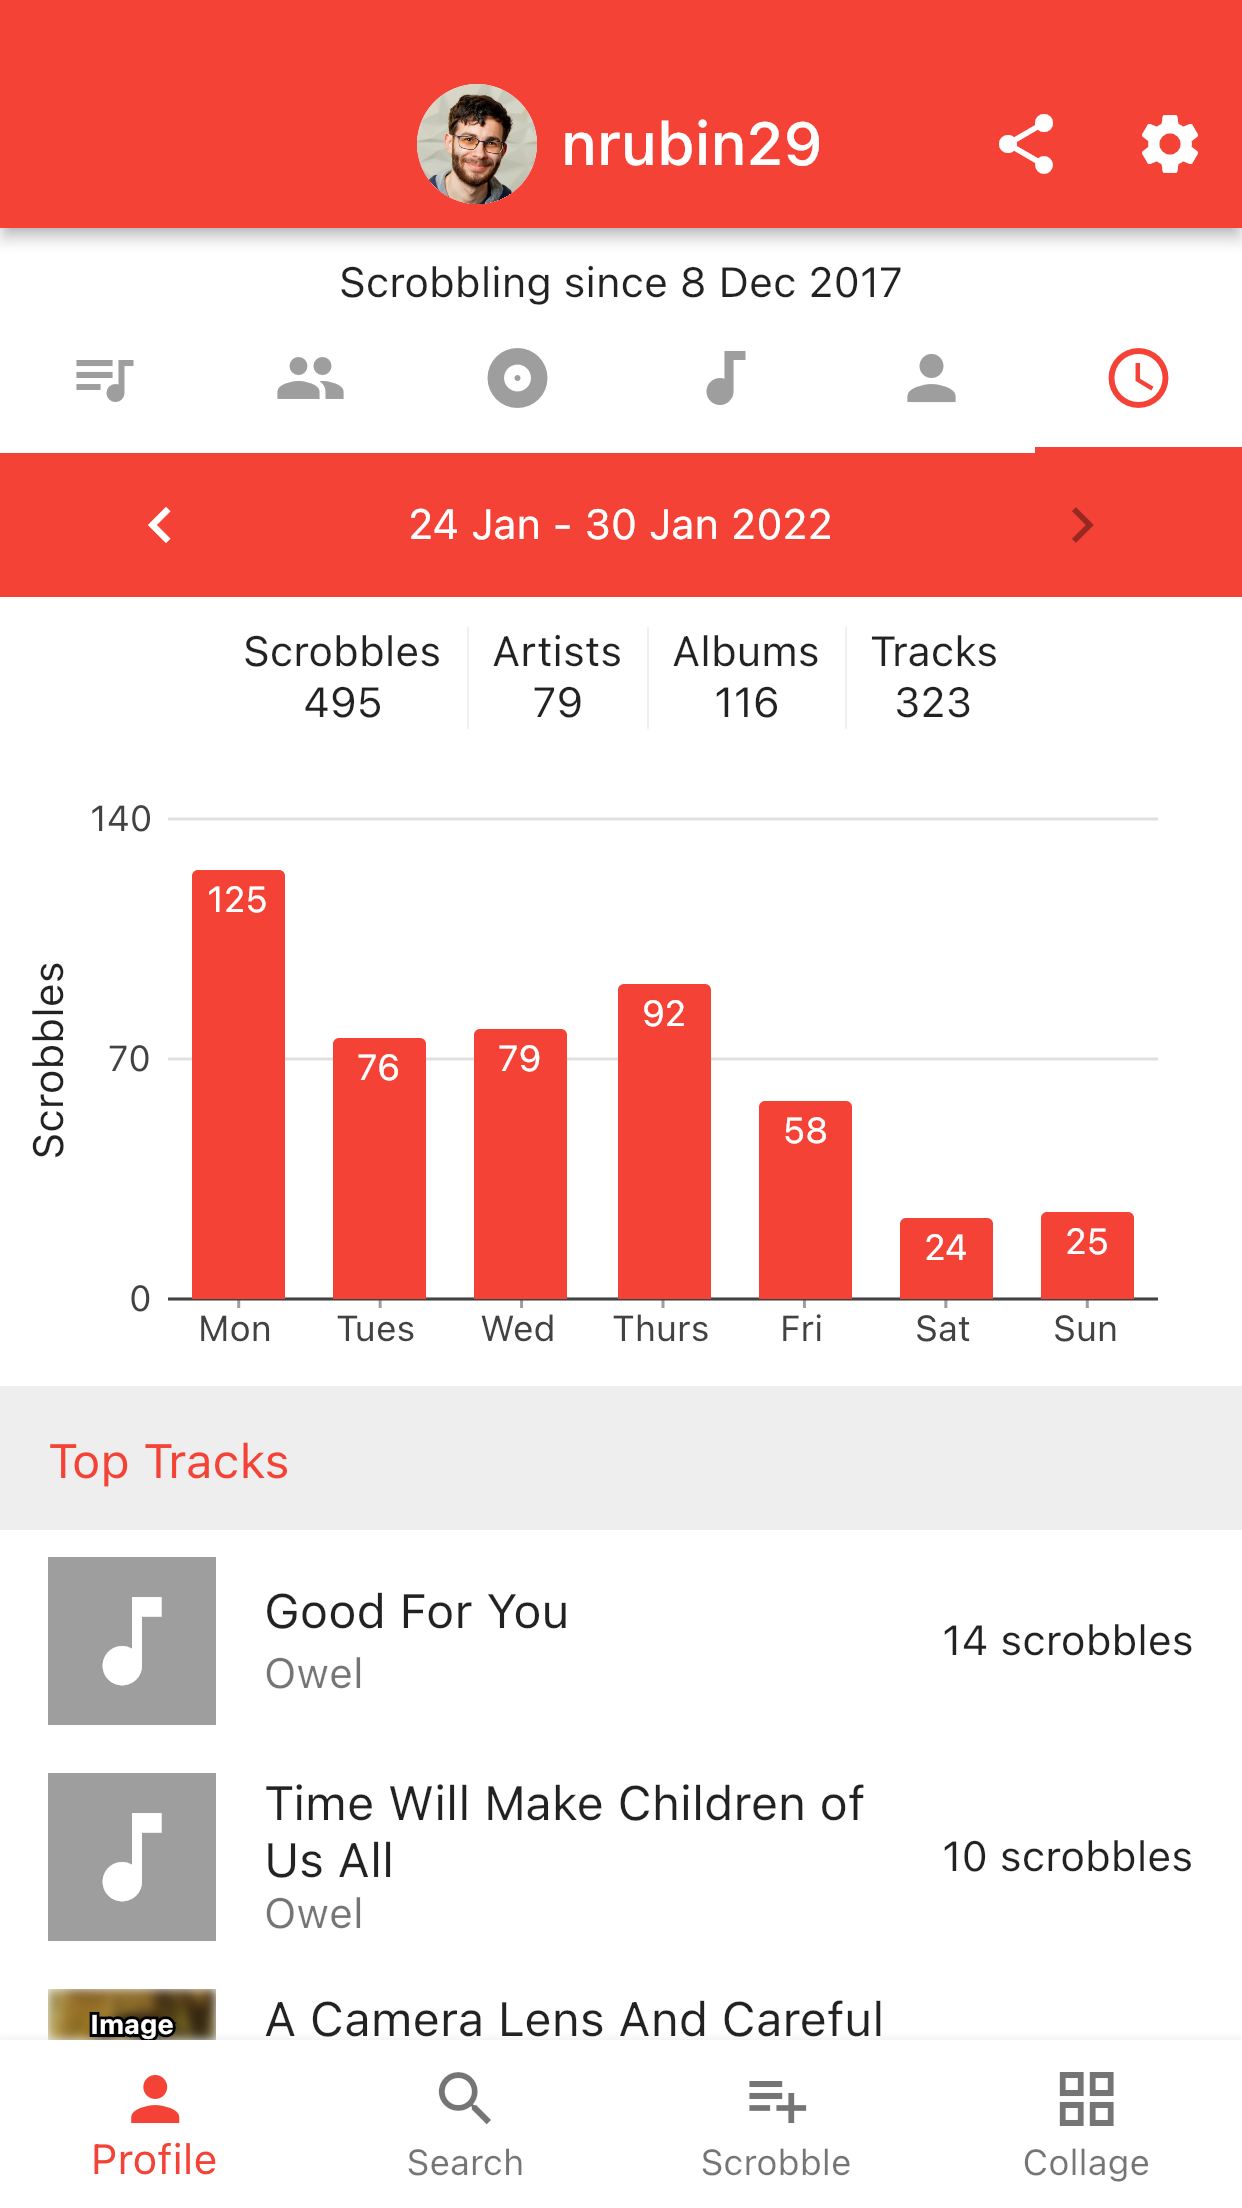 nrubin29
Scrobbling since 8 Dec 2017
24 Jan - 30 Jan 2022
Scrobbles Artists Albums Tracks
495 79 116 323
Scrobbles
140
70
0
125
76
79
92
58
24
25
Mon Tues Wed Thurs Fri Sat Sun
Top Tracks
Good For You
Owel
14 scrobbles
Time Will Make Children of
Us All
Owel
10 scrobbles
Image
A Camera Lens And Careful
Profile Search Scrobble Collage